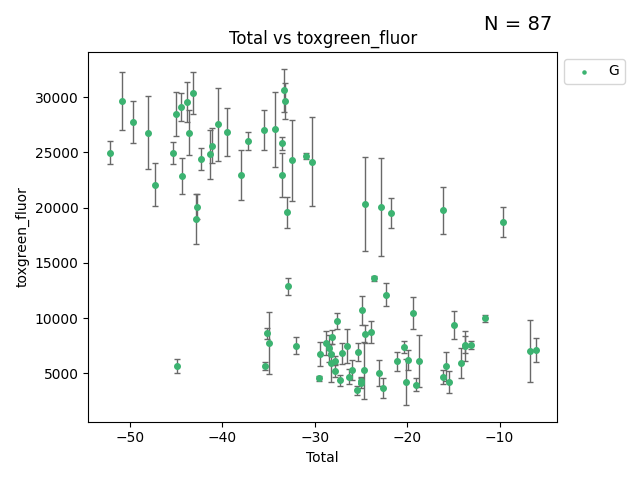 N = 87
Total vs toxgreen_fluor
G
30000
25000
20000
15000
10000
5000
toxgreen_fluor
−50
−40
−30
−20
−10
Total